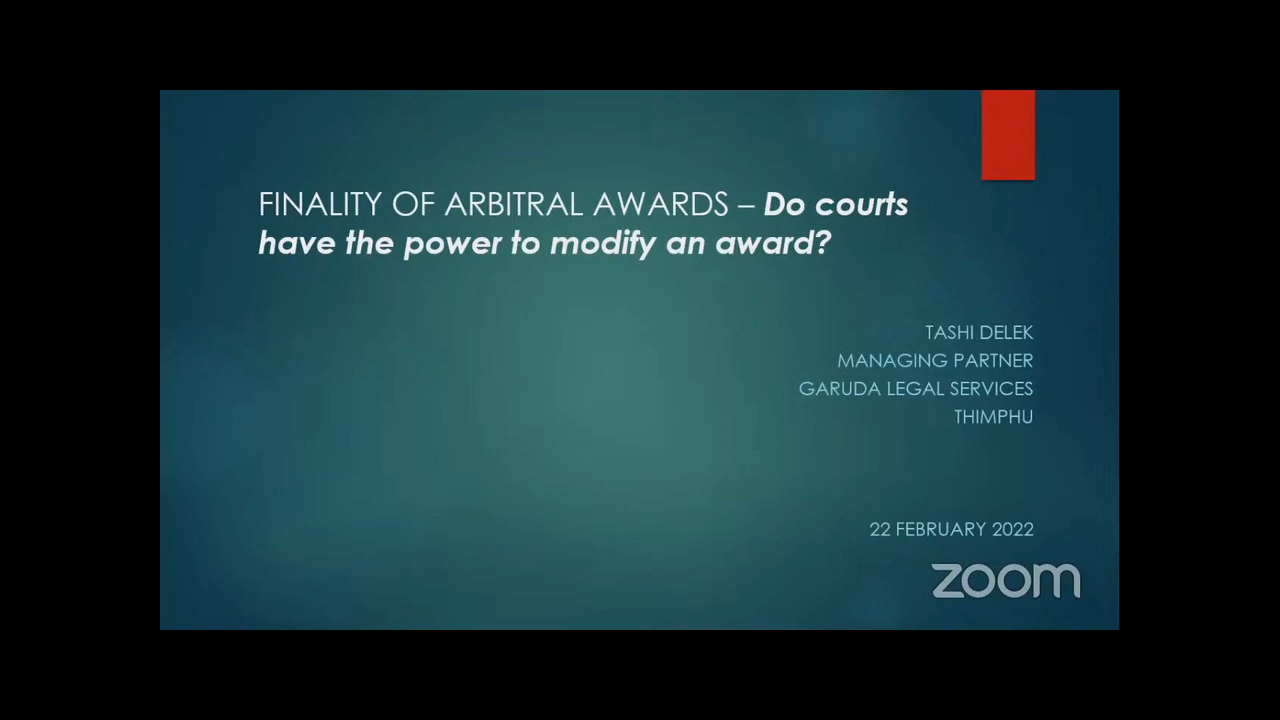 FINALITY OF ARBITRAL AWARDS – Do courts
have the power to modify an award?
TASHI DELEK
MANAGING PARTNER
GARUDA LEGAL SERVICES
THIMPHU
22 FEBRUARY 2022
zoom